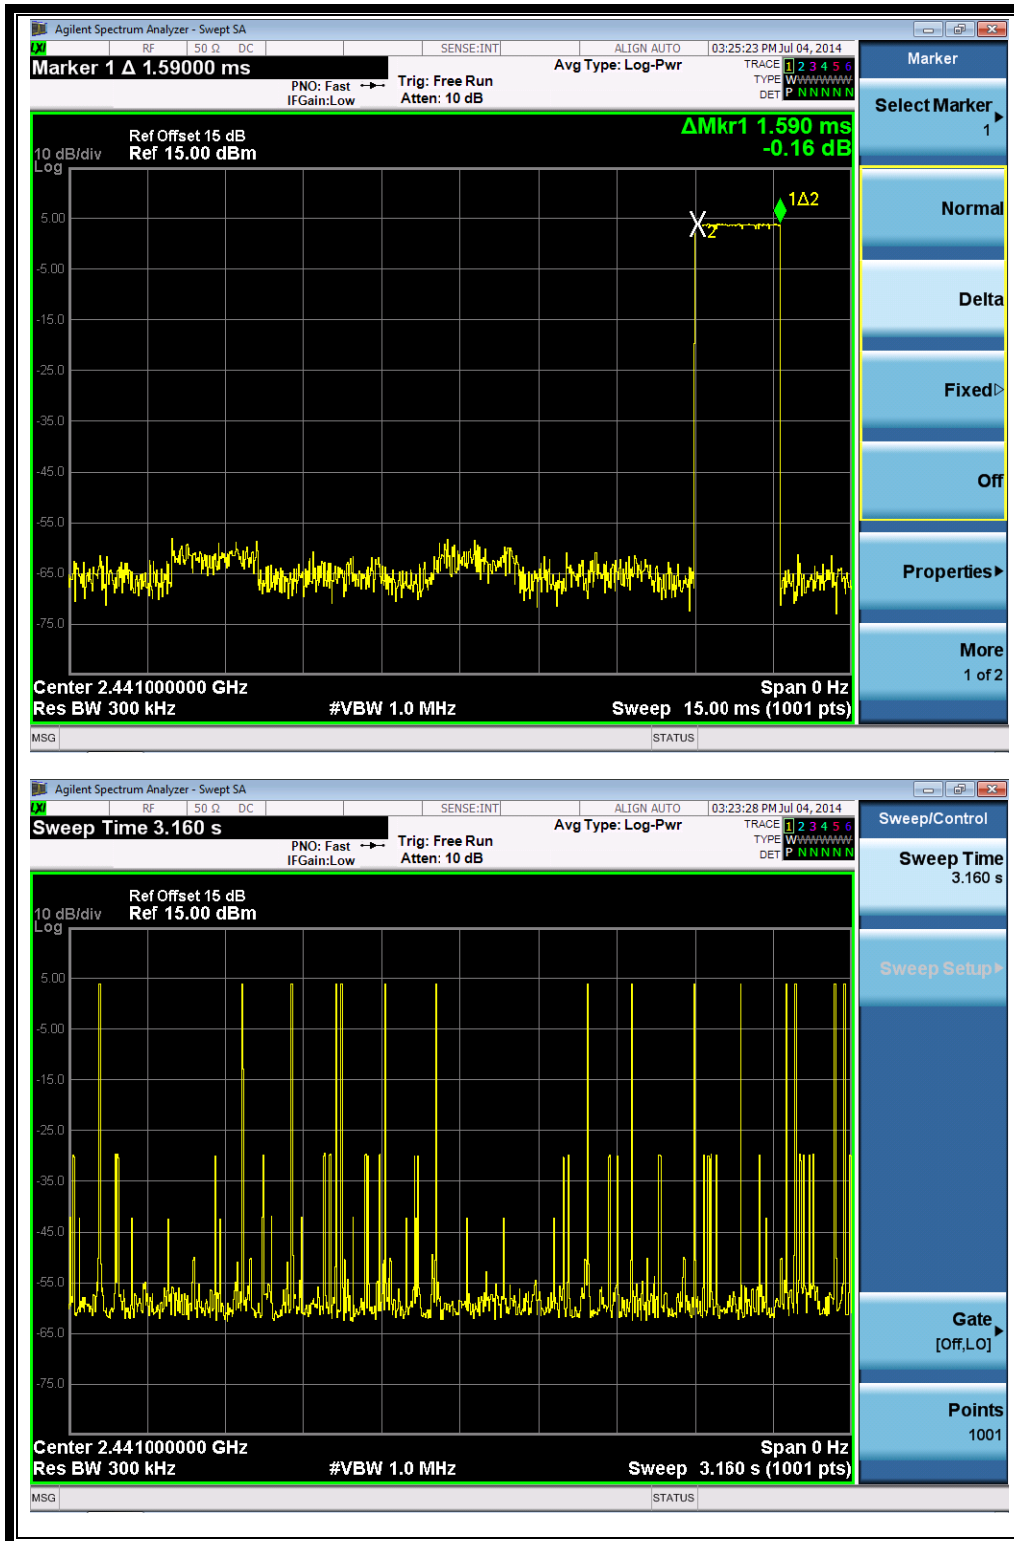 Agilent Spectrum Analyzer - Swept SA
LXI RF 50 Ω DC SENSE:INT ALIGN AUTO 03:25:23 PM Jul 04, 2014
Marker 1 Δ 1.59000 ms
PNO: Fast
IFGain:Low
Trig: Free Run
Atten: 10 dB
Avg Type: Log-Pwr
TRACE 1 2 3 4 5 6
TYPE WWWWWW
DET P N N N N N
Ref Offset 15 dB
10 dB/div Ref 15.00 dBm
Log
ΔMkr1 1.590 ms
-0.16 dB
5.00
-5.00
-15.0
-25.0
-35.0
-45.0
-55.0
-65.0
-75.0
X2
1Δ2
Center 2.441000000 GHz Span 0 Hz
Res BW 300 kHz #VBW 1.0 MHz Sweep 15.00 ms (1001 pts)
MSG STATUS
Marker
Select Marker
1
Normal
Delta
Fixed
Off
Properties
More
1 of 2
Agilent Spectrum Analyzer - Swept SA
LXI RF 50 Ω DC SENSE:INT ALIGN AUTO 03:23:28 PM Jul 04, 2014
Sweep Time 3.160 s
PNO: Fast
IFGain:Low
Trig: Free Run
Atten: 10 dB
Avg Type: Log-Pwr
TRACE 1 2 3 4 5 6
TYPE WWWWWW
DET P N N N N N
Ref Offset 15 dB
10 dB/div Ref 15.00 dBm
Log
5.00
-5.00
-15.0
-25.0
-35.0
-45.0
-55.0
-65.0
-75.0
Center 2.441000000 GHz Span 0 Hz
Res BW 300 kHz #VBW 1.0 MHz Sweep 3.160 s (1001 pts)
MSG STATUS
Sweep/Control
Sweep Time
3.160 s
Sweep Setup
Gate
[Off,LO]
Points
1001